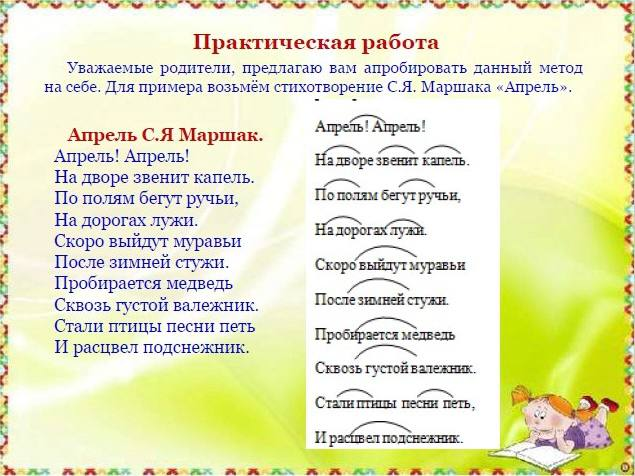 Практическая работа
Уважаемые родители, предлагаю вам апробировать данный метод
на себе. Для примера возьмём стихотворение С.Я. Маршака «Апрель».
Апрель С.Я Маршак.
Апрель! Апрель!
На дворе звенит капель.
По полям бегут ручьи,
На дорогах лужи.
Скоро выйдут муравьи
После зимней стужи.
Пробирается медведь
Сквозь густой валежник.
Стали птицы песни петь
И расцвел подснежник.
Апрель! Апрель!
На дворе звенит капель.
По полям бегут ручьи,
На дорогах лужи.
Скоро выйдут муравьи
После зимней стужи.
Пробирается медведь
Сквозь густой валежник.
Стали птицы песни петь,
И расцвел подснежник.